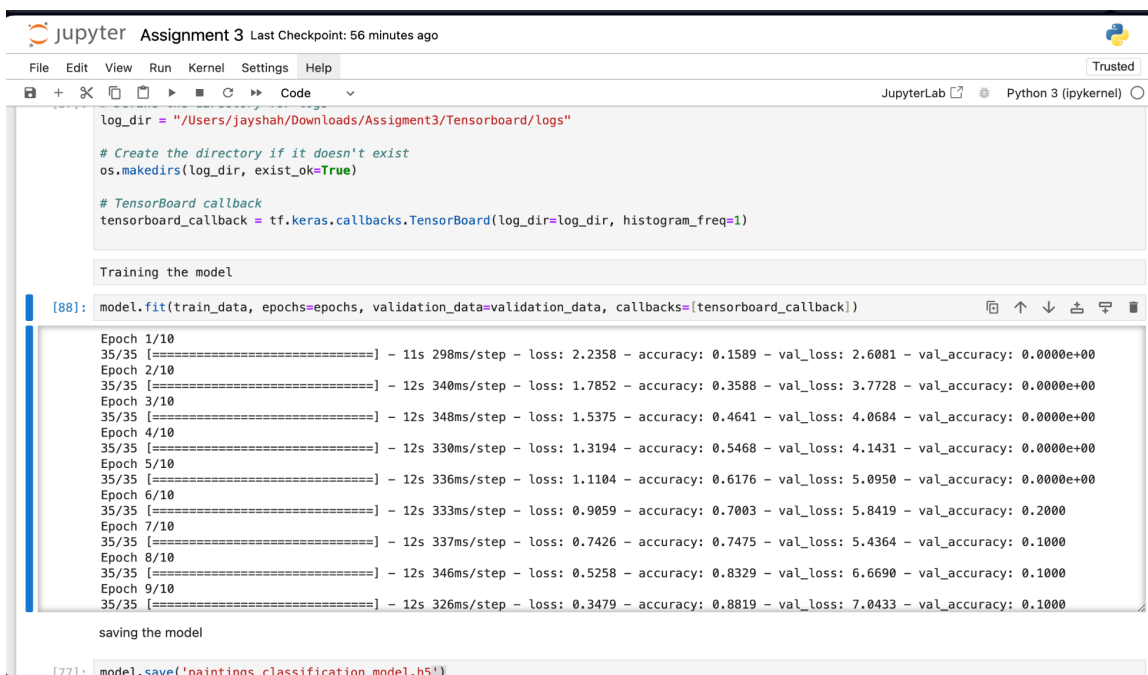 jupyter Assignment 3 Last Checkpoint: 56 minutes ago
File Edit View Run Kernel Settings Help Trusted
Code JupyterLab Python 3 (ipykernel)
log_dir = "/Users/jayshah/Downloads/Assigment3/Tensorboard/logs"
# Create the directory if it doesn't exist
os.makedirs(log_dir, exist_ok=True)
# TensorBoard callback
tensorboard_callback = tf.keras.callbacks.TensorBoard(log_dir=log_dir, histogram_freq=1)
Training the model
[88]: model.fit(train_data, epochs=epochs, validation_data=validation_data, callbacks=[tensorboard_callback])
Epoch 1/10
35/35 [==============================] - 11s 298ms/step - loss: 2.2358 - accuracy: 0.1589 - val_loss: 2.6081 - val_accuracy: 0.0000e+00
Epoch 2/10
35/35 [==============================] - 12s 340ms/step - loss: 1.7852 - accuracy: 0.3588 - val_loss: 3.7728 - val_accuracy: 0.0000e+00
Epoch 3/10
35/35 [==============================] - 12s 348ms/step - loss: 1.5375 - accuracy: 0.4641 - val_loss: 4.0684 - val_accuracy: 0.0000e+00
Epoch 4/10
35/35 [==============================] - 12s 330ms/step - loss: 1.3194 - accuracy: 0.5468 - val_loss: 4.1431 - val_accuracy: 0.0000e+00
Epoch 5/10
35/35 [==============================] - 12s 336ms/step - loss: 1.1104 - accuracy: 0.6176 - val_loss: 5.0950 - val_accuracy: 0.0000e+00
Epoch 6/10
35/35 [==============================] - 12s 333ms/step - loss: 0.9059 - accuracy: 0.7003 - val_loss: 5.8419 - val_accuracy: 0.2000
Epoch 7/10
35/35 [==============================] - 12s 337ms/step - loss: 0.7426 - accuracy: 0.7475 - val_loss: 5.4364 - val_accuracy: 0.1000
Epoch 8/10
35/35 [==============================] - 12s 346ms/step - loss: 0.5258 - accuracy: 0.8329 - val_loss: 6.6690 - val_accuracy: 0.1000
Epoch 9/10
35/35 [==============================] - 12s 326ms/step - loss: 0.3479 - accuracy: 0.8819 - val_loss: 7.0433 - val_accuracy: 0.1000
saving the model
[77]: model.save('paintings_classification_model.h5')